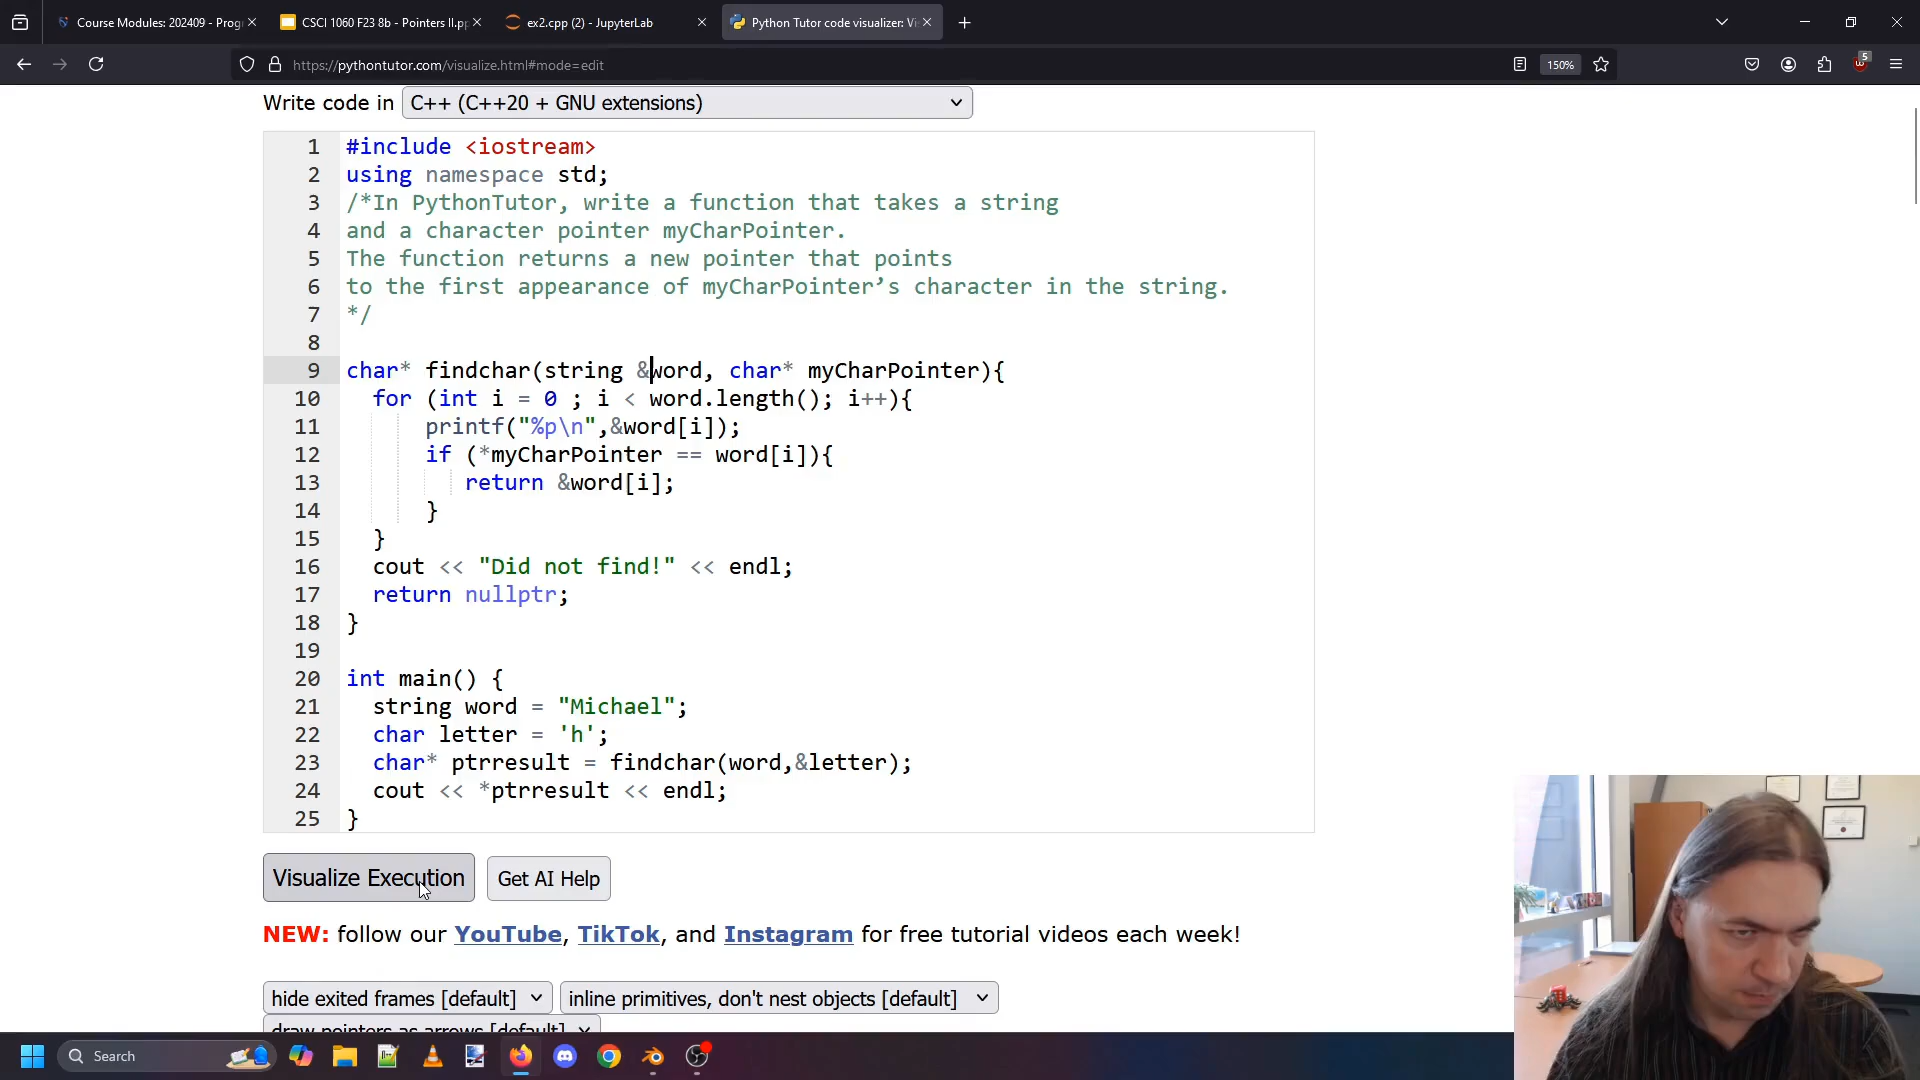 Course Modules: 202409 - Prog
CSCI 1060 F23 8b - Pointers II.pp
ex2.cpp (2) - JupyterLab
Python Tutor code visualizer: Vi
https://pythontutor.com/visualize.html#mode=edit
150%
5
Write code in
C++ (C++20 + GNU extensions)
1 #include <iostream>
2 using namespace std;
3 /*In PythonTutor, write a function that takes a string
4 and a character pointer myCharPointer.
5 The function returns a new pointer that points
6 to the first appearance of myCharPointer’s character in the string.
7 */
8
9 char* findchar(string &word, char* myCharPointer){
10 for (int i = 0 ; i < word.length(); i++){
11 printf("%p\n",&word[i]);
12 if (*myCharPointer == word[i]){
13 return &word[i];
14 }
15 }
16 cout << "Did not find!" << endl;
17 return nullptr;
18 }
19
20 int main() {
21 string word = "Michael";
22 char letter = 'h';
23 char* ptrresult = findchar(word,&letter);
24 cout << *ptrresult << endl;
25 }
Visualize Execution
Get AI Help
NEW: follow our YouTube, TikTok, and Instagram for free tutorial videos each week!
hide exited frames [default]
inline primitives, don't nest objects [default]
draw pointers as arrows [default]
Search